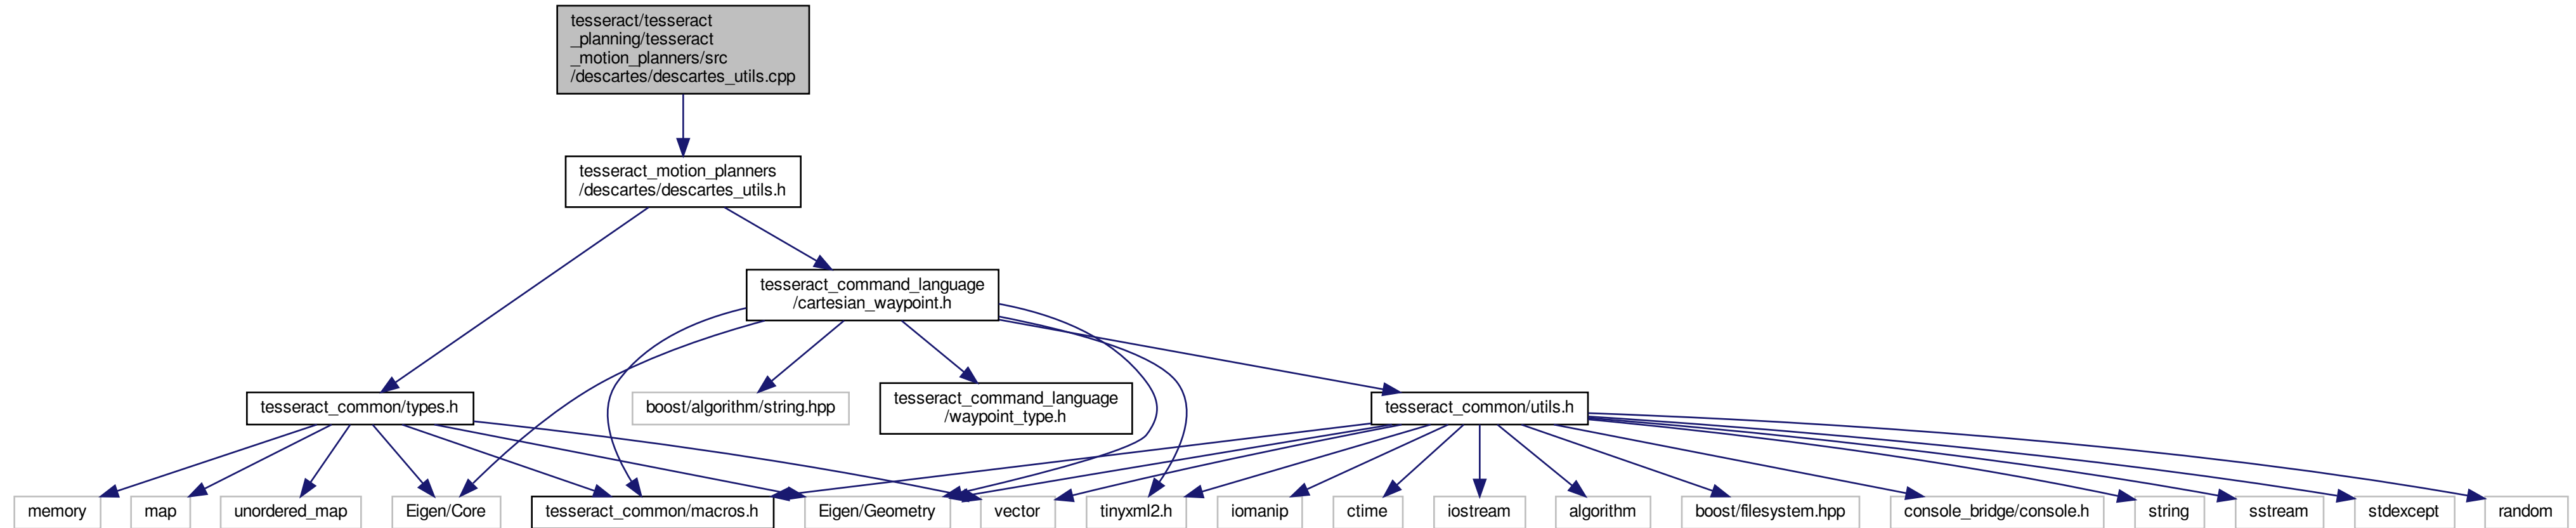 tesseract/tesseract
_planning/tesseract
_motion_planners/src
/descartes/descartes_utils.cpp
tesseract_motion_planners
/descartes/descartes_utils.h
tesseract_command_language
/cartesian_waypoint.h
tesseract_common/types.h
boost/algorithm/string.hpp
tesseract_command_language
/waypoint_type.h
tesseract_common/utils.h
memory
map
unordered_map
Eigen/Core
tesseract_common/macros.h
Eigen/Geometry
vector
tinyxml2.h
iomanip
ctime
iostream
algorithm
boost/filesystem.hpp
console_bridge/console.h
string
sstream
stdexcept
random